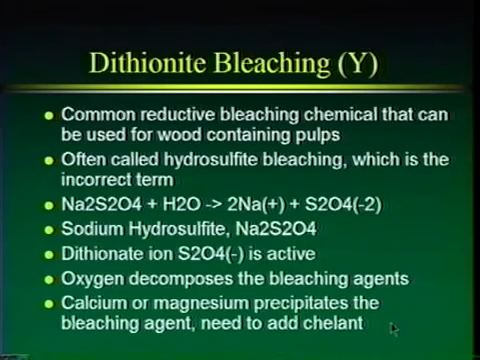 Dithionite Bleaching (Y)
Common reductive bleaching chemical that can
be used for wood containing pulps
Often called hydrosulfite bleaching, which is the
incorrect term
Na2S2O4 + H2O -> 2Na(+) + S2O4(-2)
Sodium Hydrosulfite, Na2S2O4
Dithionate ion S2O4(-) is active
Oxygen decomposes the bleaching agents
Calcium or magnesium precipitates the
bleaching agent, need to add chelant